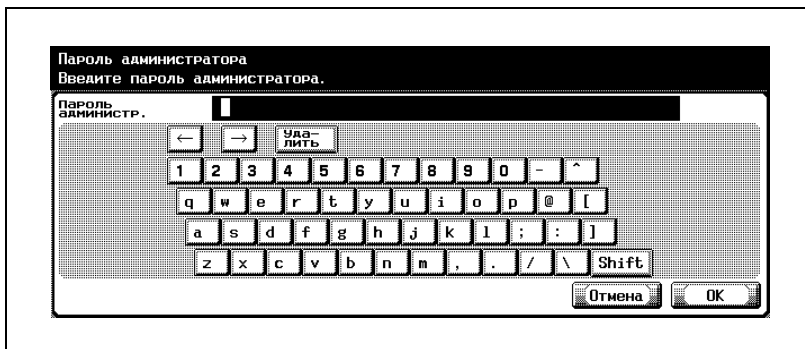 Пароль администратора
Введите пароль администратора.
Пароль
администр.
← → Уда-
лить
1 2 3 4 5 6 7 8 9 0 - ^
q w e r t y u i o p @ [
a s d f g h j k l ; : ]
z x c v b n m , . / \ Shift
Отмена OK